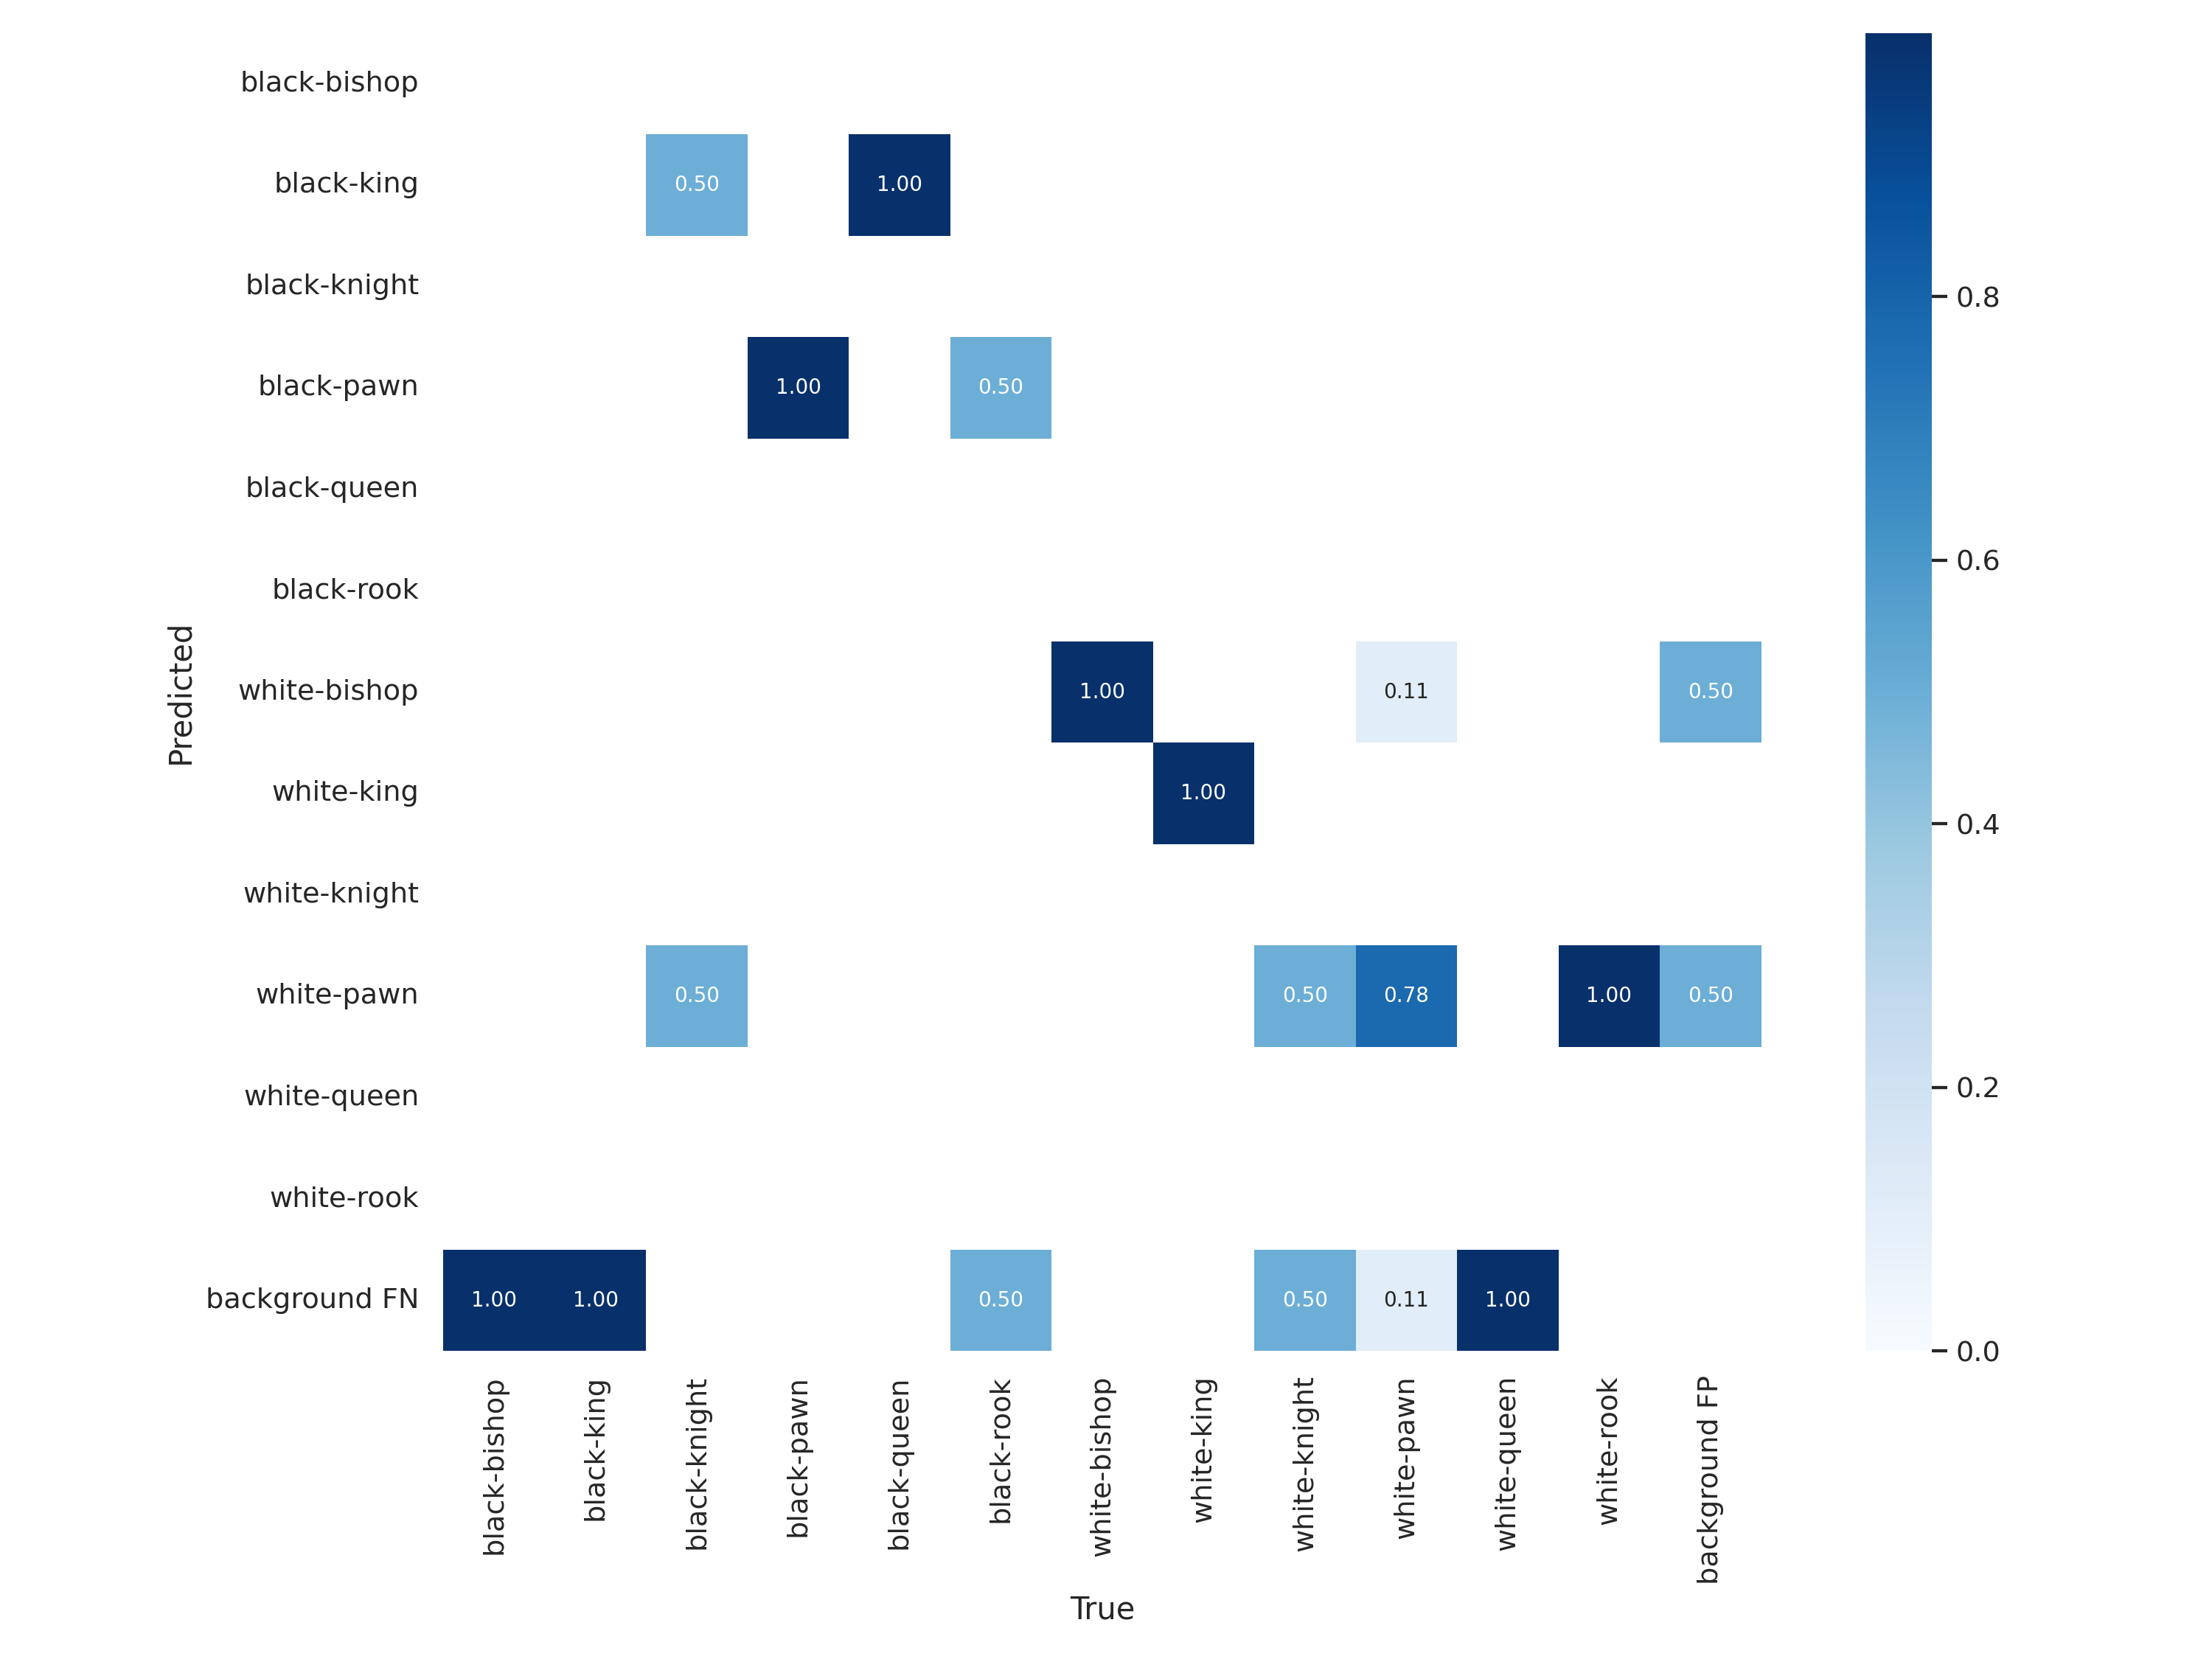 black-bishop
black-king 0.50 1.00
black-knight 0.8
black-pawn 1.00 0.50
black-queen
0.6
black-rook
Predicted
white-bishop 1.00 0.11 0.50
white-king 1.00
0.4
white-knight
white-pawn 0.50 0.50 0.78 1.00 0.50
white-queen 0.2
white-rook
background FN 1.00 1.00 0.50 0.50 0.11 1.00
0.0
black-bishop
black-king
black-knight
black-pawn
black-queen
black-rook
white-bishop
white-king
white-knight
white-pawn
white-queen
white-rook
background FP
True